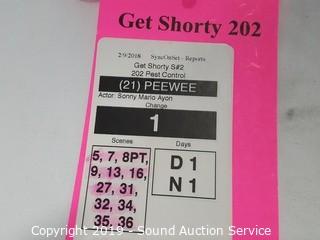 Get Shorty 202
2/9/2018 SyncOnSet - Reports
Get Shorty S#2
202 Pest Control
(21) PEEWEE
Actor: Sonny Mario Ayon
Change
1
Scenes
Days
5, 7, 8PT,
9, 13, 16,
27, 31,
32, 34,
35, 36
D 1
N 1
Copyright 2019 - Sound Auction Service